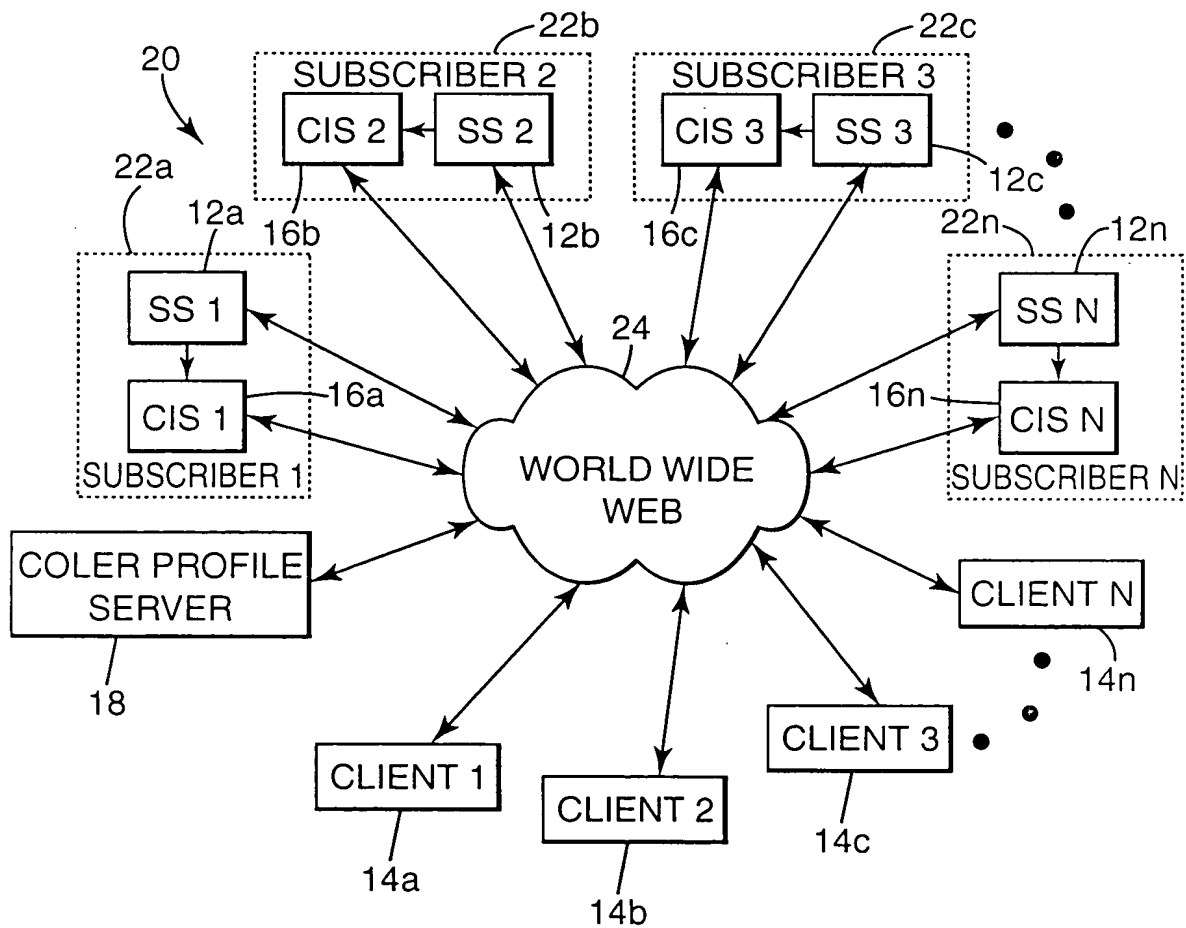 22b
22c
20
SUBSCRIBER 2
SUBSCRIBER 3
CIS 2
SS 2
CIS 3
SS 3
22a
12c
12a
16b
12b
16c
22n
12n
SS 1
SS N
24
16a
16n
CIS 1
CIS N
SUBSCRIBER 1
WORLD WIDE
WEB
SUBSCRIBER N
COLER PROFILE
SERVER
CLIENT N
18
14n
CLIENT 3
CLIENT 1
CLIENT 2
14c
14a
14b